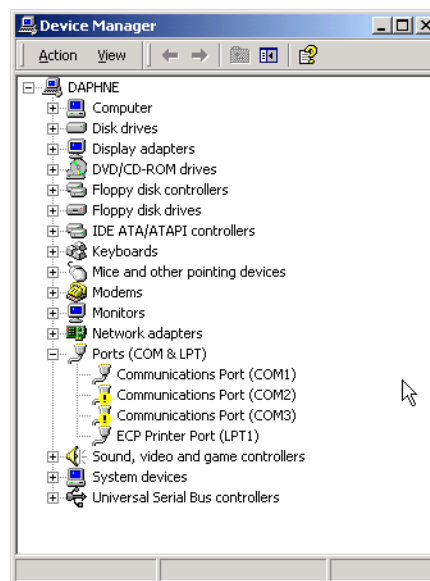 Device Manager
Action View
DAPHNE
Computer
Disk drives
Display adapters
DVD/CD-ROM drives
Floppy disk controllers
Floppy disk drives
IDE ATA/ATAPI controllers
Keyboards
Mice and other pointing devices
Modems
Monitors
Network adapters
Ports (COM & LPT)
Communications Port (COM1)
Communications Port (COM2)
Communications Port (COM3)
ECP Printer Port (LPT1)
Sound, video and game controllers
System devices
Universal Serial Bus controllers